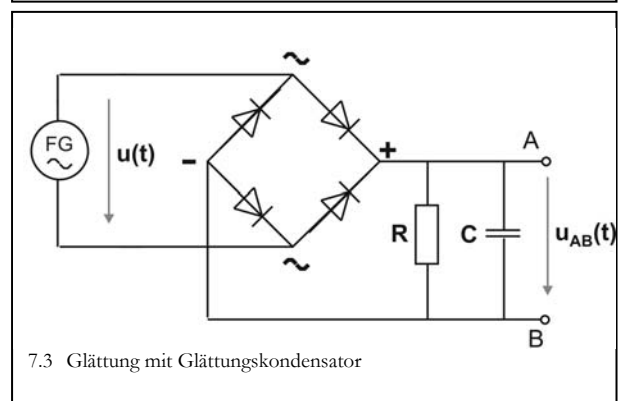 ~
FG
~
u(t)
-
+
A
R
C
u_AB(t)
~
B
7.3 Glättung mit Glättungskondensator